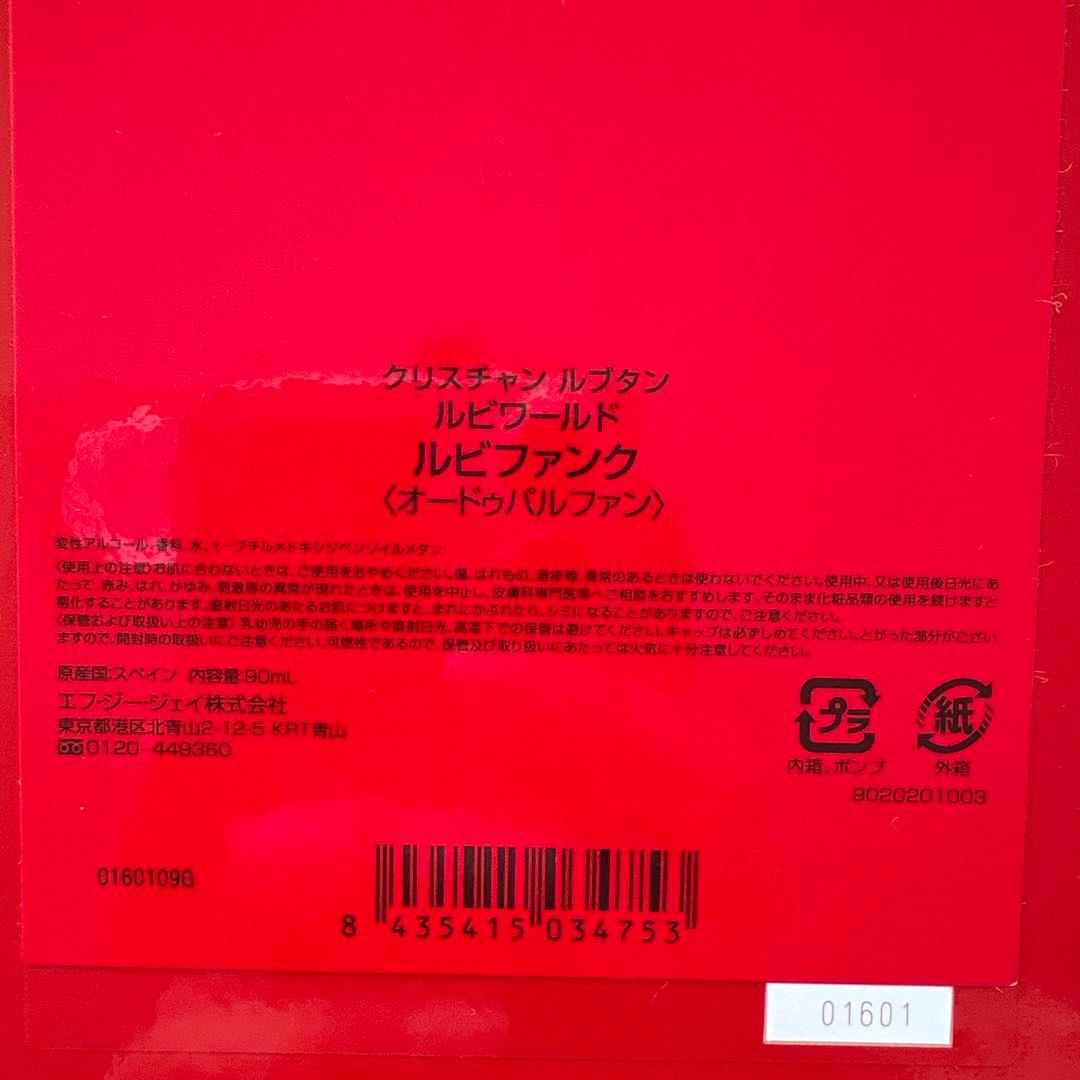 クリスチャン ルブタン
ルビワールド
ルビファンク
〈オードゥパルファン〉
変性アルコール、香料、水、t－ブチルメトキシジベンゾイルメタン
〈使用上の注意〉お肌に合わないときは、ご使用をおやめください。傷、はれもの、湿疹等、異常のあるときは使わないでください。使用中、又は使用後日光にあ
たって、赤み、はれ、かゆみ、刺激等の異常が現れたときは、使用を中止し、皮膚科専門医等へご相談をおすすめします。そのまま化粧品類の使用を続けますと
悪化することがあります。直射日光のあたるお肌につけますと、まれにかぶれたり、シミになることがありますので、ご注意ください。
〈保管および取扱い上の注意〉乳幼児の手の届く場所や直射日光、高温下での保管は避けてください。キャップは必ずしめてください。とがった部分がござい
ますので、開封時の取扱いにご注意ください。可燃性であるので、保管及び取り扱いにあたっては火気に十分注意してください。
原産国:スペイン 内容量:90mL
エフ・ジー・ジェイ株式会社
東京都港区北青山2-12-5 KRT青山
0120-449360
プラ 紙
内箱、ポンプ 外箱
9020201003
0160109G
8 435415 034753
01601